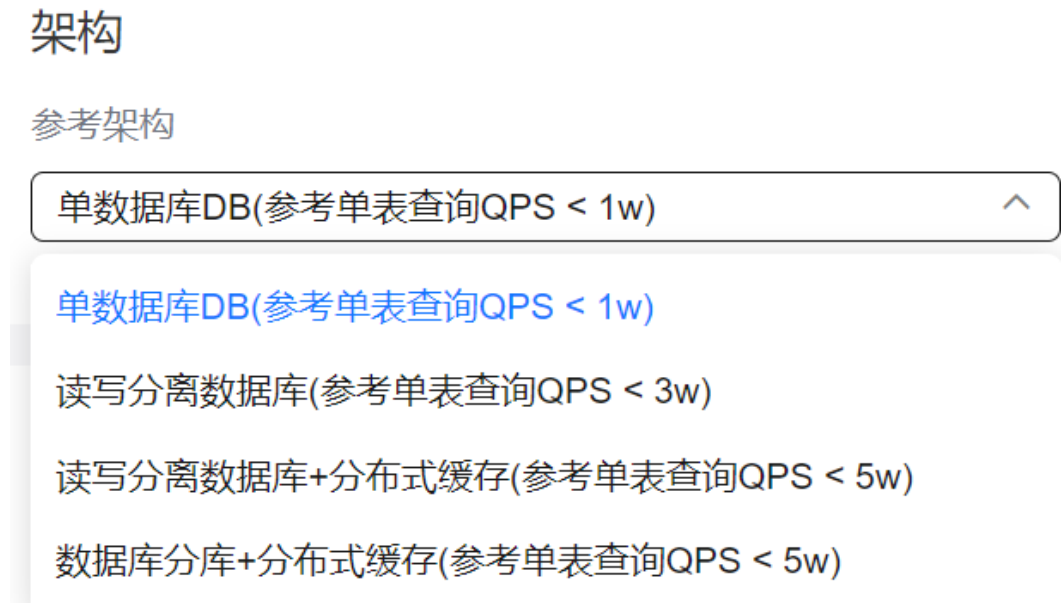 架构
参考架构
单数据库DB(参考单表查询QPS < 1w)
单数据库DB(参考单表查询QPS < 1w)
读写分离数据库(参考单表查询QPS < 3w)
读写分离数据库+分布式缓存(参考单表查询QPS < 5w)
数据库分库+分布式缓存(参考单表查询QPS < 5w)